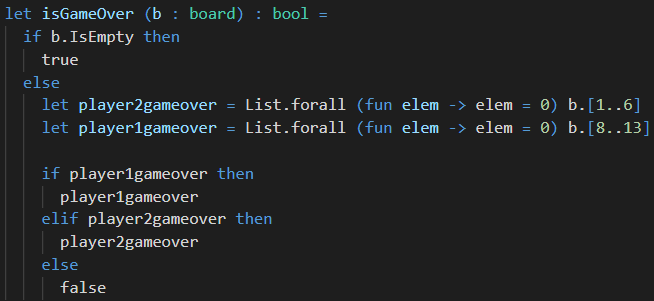 let isGameOver (b : board) : bool =
  if b.IsEmpty then
    true
  else
    let player2gameover = List.forall (fun elem -> elem = 0) b.[1..6]
    let player1gameover = List.forall (fun elem -> elem = 0) b.[8..13]

    if player1gameover then
      player1gameover
    elif player2gameover then
      player2gameover
    else
      false